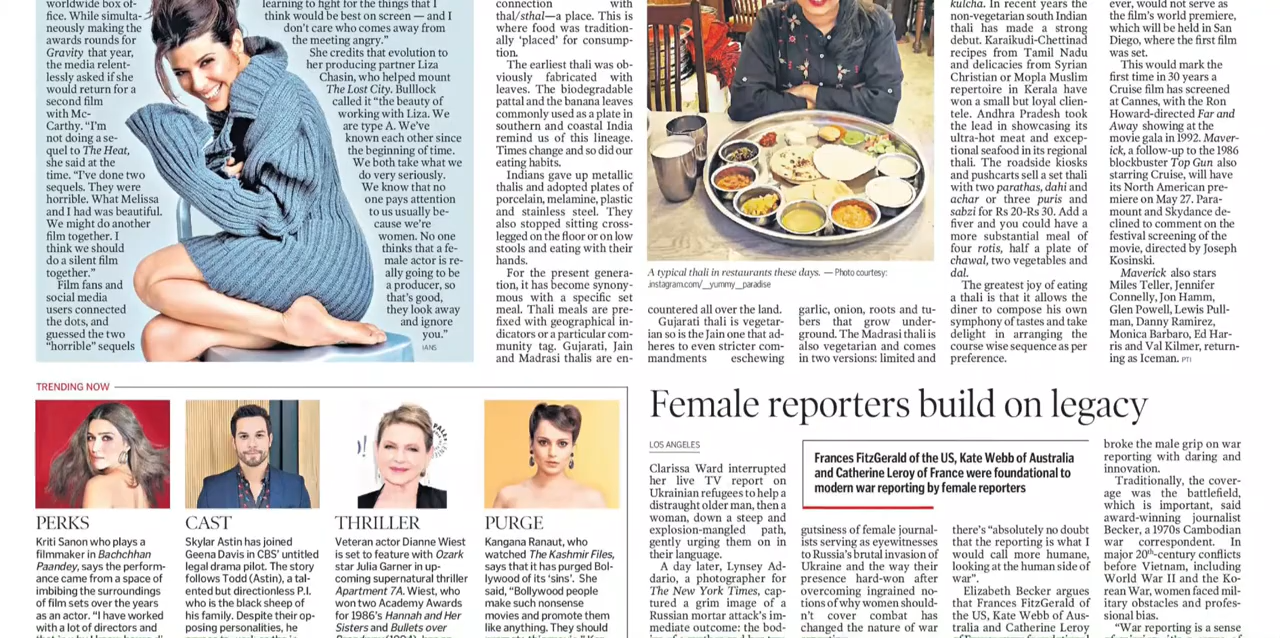 worldwide box of-
fice. While simulta-
neously making the
awards rounds for
Gravity that year,
the media relent-
lessly asked if she
would return for a
second film
with Mc-
Carthy. “I’m
not doing a se-
quel to The Heat,
she said at the
time. “I’ve done two
sequels. They were
horrible. What Melissa
and I had was beautiful.
We might do another
film together. I
think we should
do a silent film
together.”
Film fans and
social media
users connected
the dots, and
guessed the two
“horrible” sequels
learning to fight for the things that I
think would be best on screen — and I
don’t care who comes away from
the meeting angry.”
She credits that evolution to
her producing partner Liza
Chasin, who helped mount
The Lost City. Bulllock
called it “the beauty of
working with Liza. We
are type A. We’ve
known each other since
the beginning of time.
We both take what we
do very seriously.
We know that no
one pays attention
to us usually be-
cause we’re
women. No one
thinks that a fe-
male actor is re-
ally going to be
a producer, so
that’s good,
they look away
and ignore
you.”
IANS
connection with
thal/sthal—a place. This is
where food was tradition-
ally ‘placed’ for consump-
tion.
The earliest thali was ob-
viously fabricated with
leaves. The biodegradable
pattal and the banana leaves
commonly used as a plate in
southern and coastal India
remind us of this lineage.
Times change and so did our
eating habits.
Indians gave up metallic
thalis and adopted plates of
porcelain, melamine, plastic
and stainless steel. They
also stopped sitting cross-
legged on the floor or on low
stools and eating with their
hands.
For the present genera-
tion, it has become synony-
mous with a specific set
meal. Thali meals are pre-
fixed with geographical in-
dicators or a particular com-
munity tag. Gujarati, Jain
and Madrasi thalis are en-
A typical thali in restaurants these days. — Photo courtesy:
instagram.com/__yummy__paradise
countered all over the land.
Gujarati thali is vegetar-
ian so is the Jain one that ad-
heres to even stricter com-
mandments eschewing
garlic, onion, roots and tu-
bers that grow under-
ground. The Madrasi thali is
also vegetarian and comes
in two versions: limited and
kulcha. In recent years the
non-vegetarian south Indian
thali has made a strong
debut. Karaikudi-Chettinad
recipes from Tamil Nadu
and delicacies from Syrian
Christian or Mopla Muslim
repertoire in Kerala have
won a small but loyal clien-
tele. Andhra Pradesh took
the lead in showcasing its
ultra-hot meat and excep-
tional seafood in its regional
thali. The roadside kiosks
and pushcarts sell a set thali
with two parathas, dahi and
achar or three puris and
sabzi for Rs 20-Rs 30. Add a
fiver and you could have a
more substantial meal of
four rotis, half a plate of
chawal, two vegetables and
dal.
The greatest joy of eating
a thali is that it allows the
diner to compose his own
symphony of tastes and take
delight in arranging the
course wise sequence as per
preference.
ever, would not serve as
the film’s world premiere,
which will be held in San
Diego, where the first film
was set.
This would mark the
first time in 30 years a
Cruise film has screened
at Cannes, with the Ron
Howard-directed Far and
Away showing at the
movie gala in 1992. Maver-
ick, a follow-up to the 1986
blockbuster Top Gun also
starring Cruise, will have
its North American pre-
miere on May 27. Para-
mount and Skydance de-
clined to comment on the
festival screening of the
movie, directed by Joseph
Kosinski.
Maverick also stars
Miles Teller, Jennifer
Connelly, Jon Hamm,
Glen Powell, Lewis Pull-
man, Danny Ramirez,
Monica Barbaro, Ed Har-
ris and Val Kilmer, return-
ing as Iceman. PTI
TRENDING NOW
PERKS
Kriti Sanon who plays a
filmmaker in Bachchhan
Paandey, says the perform-
ance came from a space of
imbibing the surroundings
of film sets over the years
as an actor. “I have worked
with a lot of directors and
CAST
Skylar Astin has joined
Geena Davis in CBS’ untitled
legal drama pilot. The story
follows Todd (Astin), a tal-
ented but directionless P.I.
who is the black sheep of
his family. Despite their op-
posing personalities, he
THRILLER
Veteran actor Dianne Wiest
is set to feature with Ozark
star Julia Garner in up-
coming supernatural thriller
Apartment 7A. Wiest, who
won two Academy Awards
for 1986’s Hannah and Her
Sisters and Bullets over
PURGE
Kangana Ranaut, who
watched The Kashmir Files,
says that it has purged Bol-
lywood of its ‘sins’. She
said, “Bollywood people
make such nonsense
movies and promote them
like anything. They should
Female reporters build on legacy
LOS ANGELES
Clarissa Ward interrupted
her live TV report on
Ukrainian refugees to help a
distraught older man, then a
woman, down a steep and
explosion-mangled path,
gently urging them on in
their language.
A day later, Lynsey Ad-
dario, a photographer for
The New York Times, cap-
tured a grim image of a
Russian mortar attack’s im-
mediate outcome: the bod-
Frances FitzGerald of the US, Kate Webb of Australia
and Catherine Leroy of France were foundational to
modern war reporting by female reporters
gutsiness of female journal-
ists serving as eyewitnesses
to Russia’s brutal invasion of
Ukraine and the way their
presence hard-won after
overcoming ingrained no-
tions of why women should-
n’t cover combat has
changed the nature of war
there’s “absolutely no doubt
that the reporting is what I
would call more humane,
looking at the human side of
war”.
Elizabeth Becker argues
that Frances FitzGerald of
the US, Kate Webb of Aus-
tralia and Catherine Leroy
broke the male grip on war
reporting with daring and
innovation.
Traditionally, the cover-
age was the battlefield,
which is important, said
award-winning journalist
Becker, a 1970s Cambodian
war correspondent. In
major 20th-century conflicts
before Vietnam, including
World War II and the Ko-
rean War, women faced mil-
itary obstacles and profes-
sional bias.
“War reporting is a sense